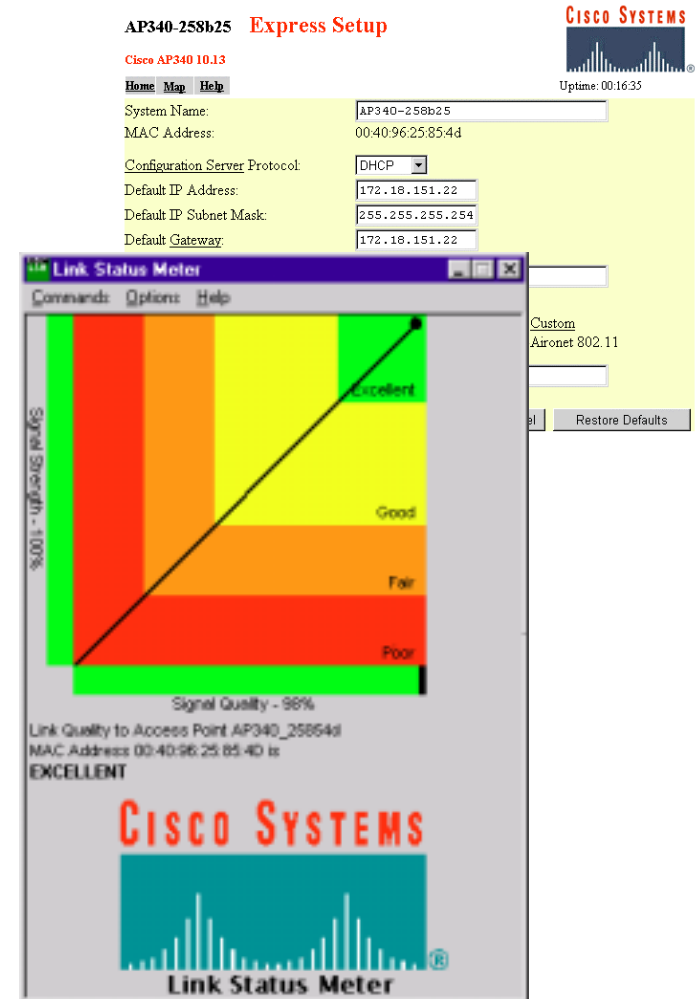 AP340-258b25 Express Setup
CISCO SYSTEMS
®
Cisco AP340 10.13
Home Map Help
Uptime: 00:16:35
System Name: AP340-258b25
MAC Address: 00:40:96:25:85:4d
Configuration Server Protocol: DHCP
Default IP Address: 172.18.151.22
Default IP Subnet Mask: 255.255.255.254
Default Gateway: 172.18.151.22
Link Status Meter
Commands Options Help
Custom
Aironet 802.11
el Restore Defaults
Excellent
Good
Fair
Poor
Signal Strength - 100%
Signal Quality - 98%
Link Quality to Access Point AP340_25854d
MAC Address 00:40:96:25:85:4D is
EXCELLENT
CISCO SYSTEMS
®
Link Status Meter